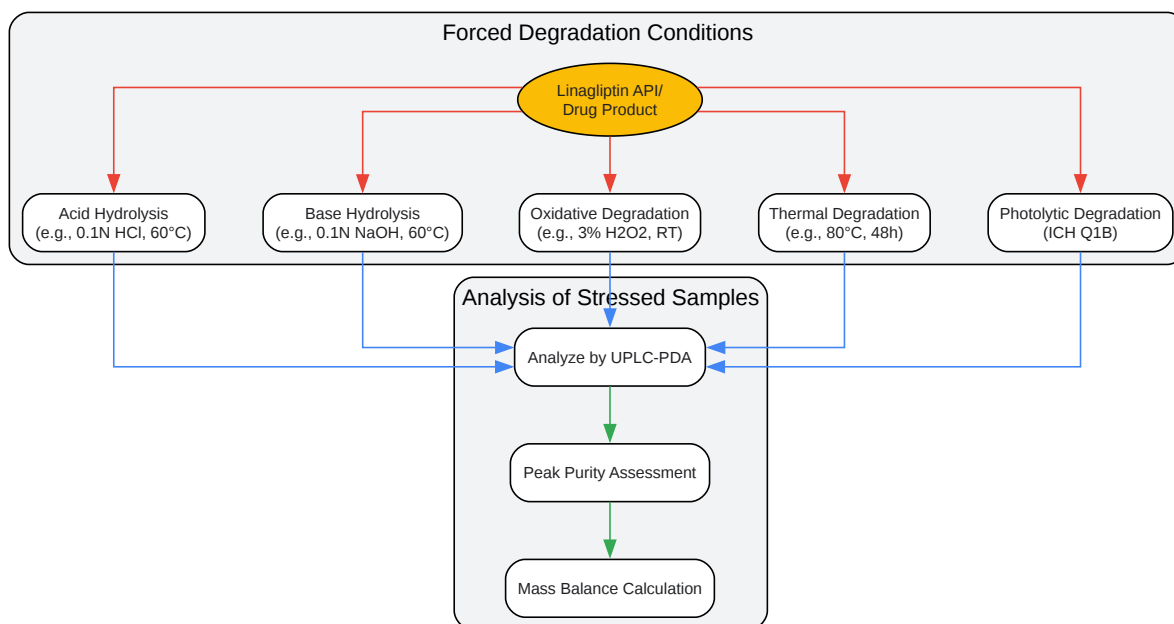 Forced Degradation Conditions
Linagliptin API/
Drug Product
Acid Hydrolysis
(e.g., 0.1N HCl, 60°C)
Base Hydrolysis
(e.g., 0.1N NaOH, 60°C)
Oxidative Degradation
(e.g., 3% H2O2, RT)
Thermal Degradation
(e.g., 80°C, 48h)
Photolytic Degradation
(ICH Q1B)
Analysis of Stressed Samples
Analyze by UPLC-PDA
Peak Purity Assessment
Mass Balance Calculation